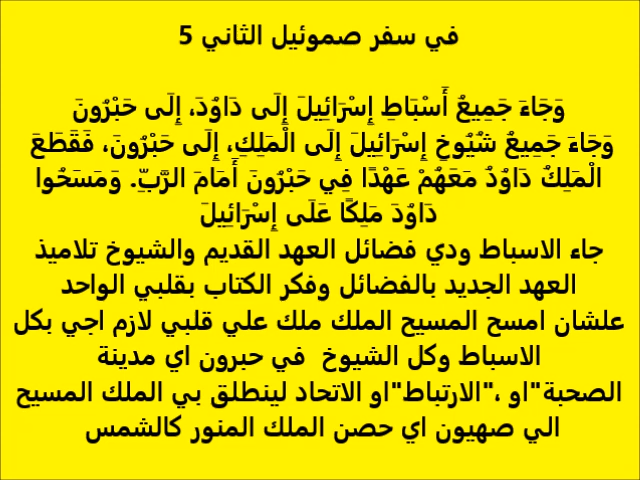 في سفر صموئيل الثاني 5
وَجَاءَ جَمِيعُ أَسْبَاطِ إِسْرَائِيلَ إِلَى دَاوُدَ، إِلَى حَبْرُونَ
وَجَاءَ جَمِيعُ شُيُوخِ إِسْرَائِيلَ إِلَى الْمَلِكِ، إِلَى حَبْرُونَ، فَقَطَعَ
الْمَلِكُ دَاوُدُ مَعَهُمْ عَهْدًا فِي حَبْرُونَ أَمَامَ الرَّبِّ. وَمَسَحُوا
دَاوُدَ مَلِكًا عَلَى إِسْرَائِيلَ
جاء الاسباط ودي فضائل العهد القديم والشيوخ تلاميذ
العهد الجديد بالفضائل وفكر الكتاب بقلبي الواحد
علشان امسح المسيح الملك ملك علي قلبي لازم اجي بكل
الاسباط وكل الشيوخ  في حبرون اي مدينة
الصحبة"او ،"الارتباط"او الاتحاد لينطلق بي الملك المسيح
الي صهيون اي حصن الملك المنور كالشمس